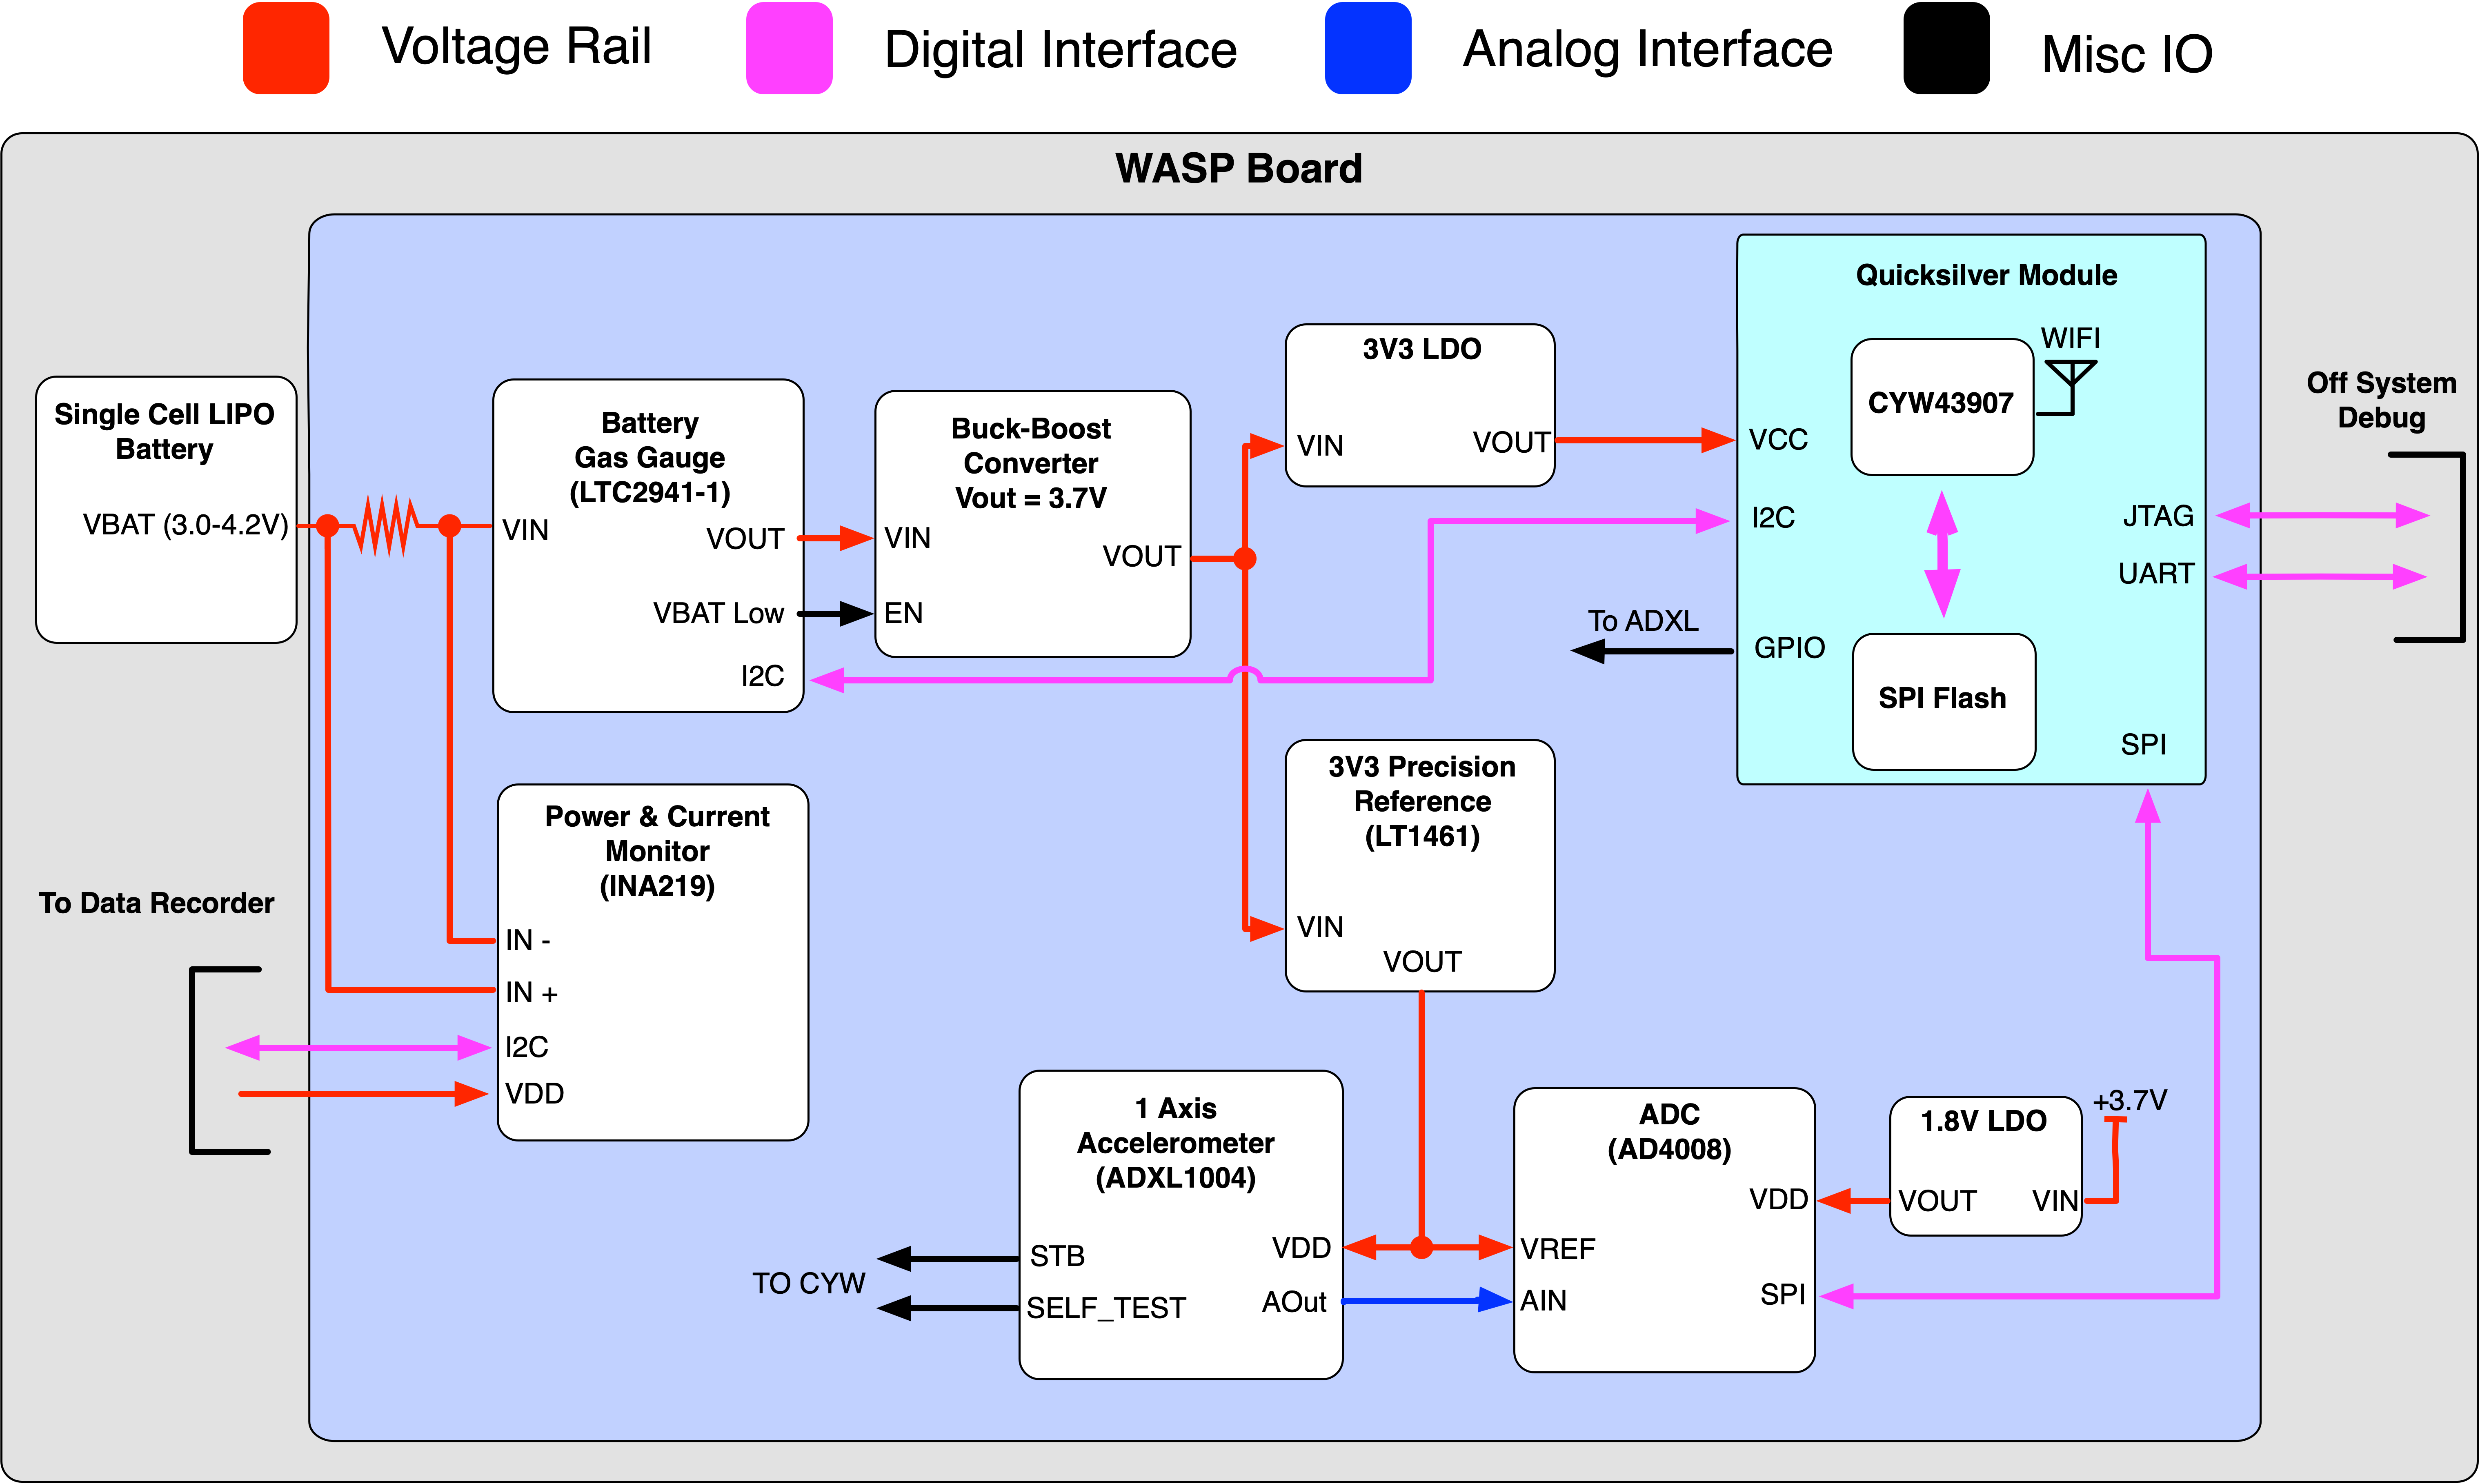 Voltage Rail
Digital Interface
Analog Interface
Misc IO
WASP Board
Single Cell LIPO
Battery
VBAT (3.0-4.2V)
Battery
Gas Gauge
(LTC2941-1)
VIN
VOUT
VBAT Low
I2C
Buck-Boost
Converter
Vout = 3.7V
VIN
EN
VOUT
3V3 LDO
VIN
VOUT
Quicksilver Module
WIFI
CYW43907
VCC
I2C
GPIO
JTAG
UART
SPI Flash
SPI
To ADXL
Off System
Debug
3V3 Precision
Reference
(LT1461)
VIN
VOUT
Power & Current
Monitor
(INA219)
IN -
IN +
I2C
VDD
To Data Recorder
1 Axis
Accelerometer
(ADXL1004)
STB
SELF_TEST
VDD
AOut
TO CYW
ADC
(AD4008)
VDD
VREF
AIN
SPI
1.8V LDO
VOUT
VIN
+3.7V